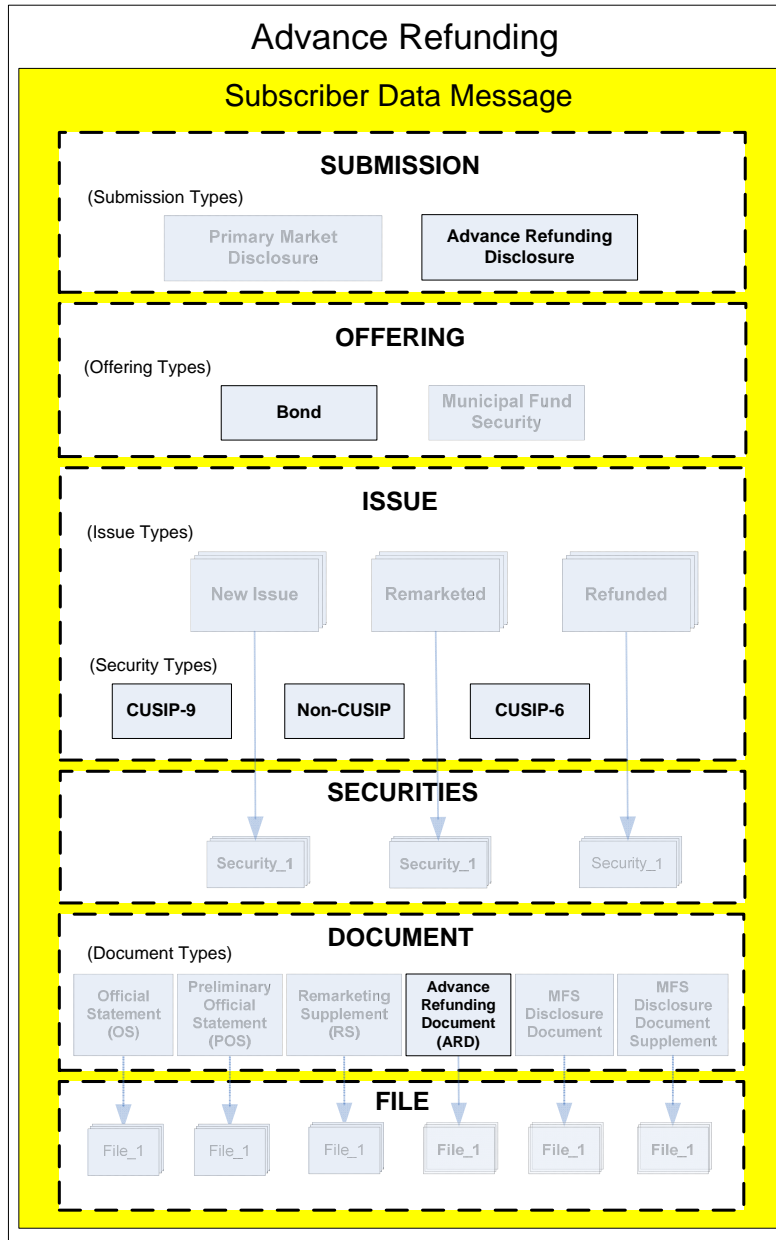 Advance Refunding
Subscriber Data Message
SUBMISSION
(Submission Types)
Primary Market
Disclosure
Advance Refunding
Disclosure
OFFERING
(Offering Types)
Bond
Municipal Fund
Security
ISSUE
(Issue Types)
New Issue
Remarketed
Refunded
(Security Types)
CUSIP-9
Non-CUSIP
CUSIP-6
SECURITIES
Security_1
Security_1
Security_1
DOCUMENT
(Document Types)
Official
Statement
(OS)
Preliminary
Official
Statement
(POS)
Remarketing
Supplement
(RS)
Advance
Refunding
Document
(ARD)
MFS
Disclosure
Document
MFS
Disclosure
Document
Supplement
FILE
File_1
File_1
File_1
File_1
File_1
File_1